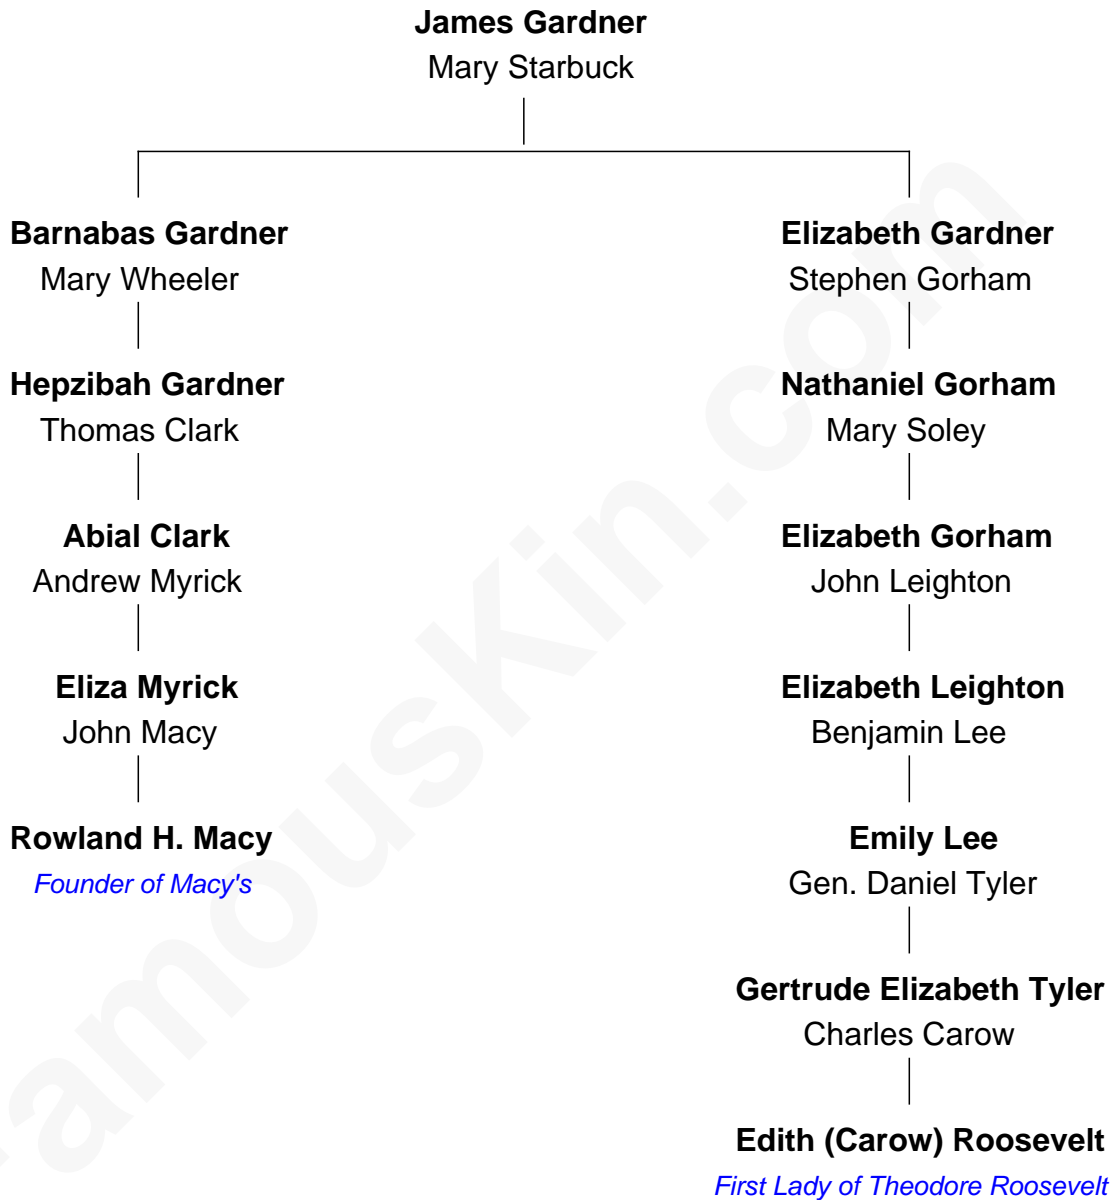 James Gardner
Mary Starbuck
Barnabas Gardner
Mary Wheeler
Hepzibah Gardner
Thomas Clark
Abial Clark
Andrew Myrick
Eliza Myrick
John Macy
Rowland H. Macy
Founder of Macy's
Elizabeth Gardner
Stephen Gorham
Nathaniel Gorham
Mary Soley
Elizabeth Gorham
John Leighton
Elizabeth Leighton
Benjamin Lee
Emily Lee
Gen. Daniel Tyler
Gertrude Elizabeth Tyler
Charles Carow
Edith (Carow) Roosevelt
First Lady of Theodore Roosevelt
FamousKin.com